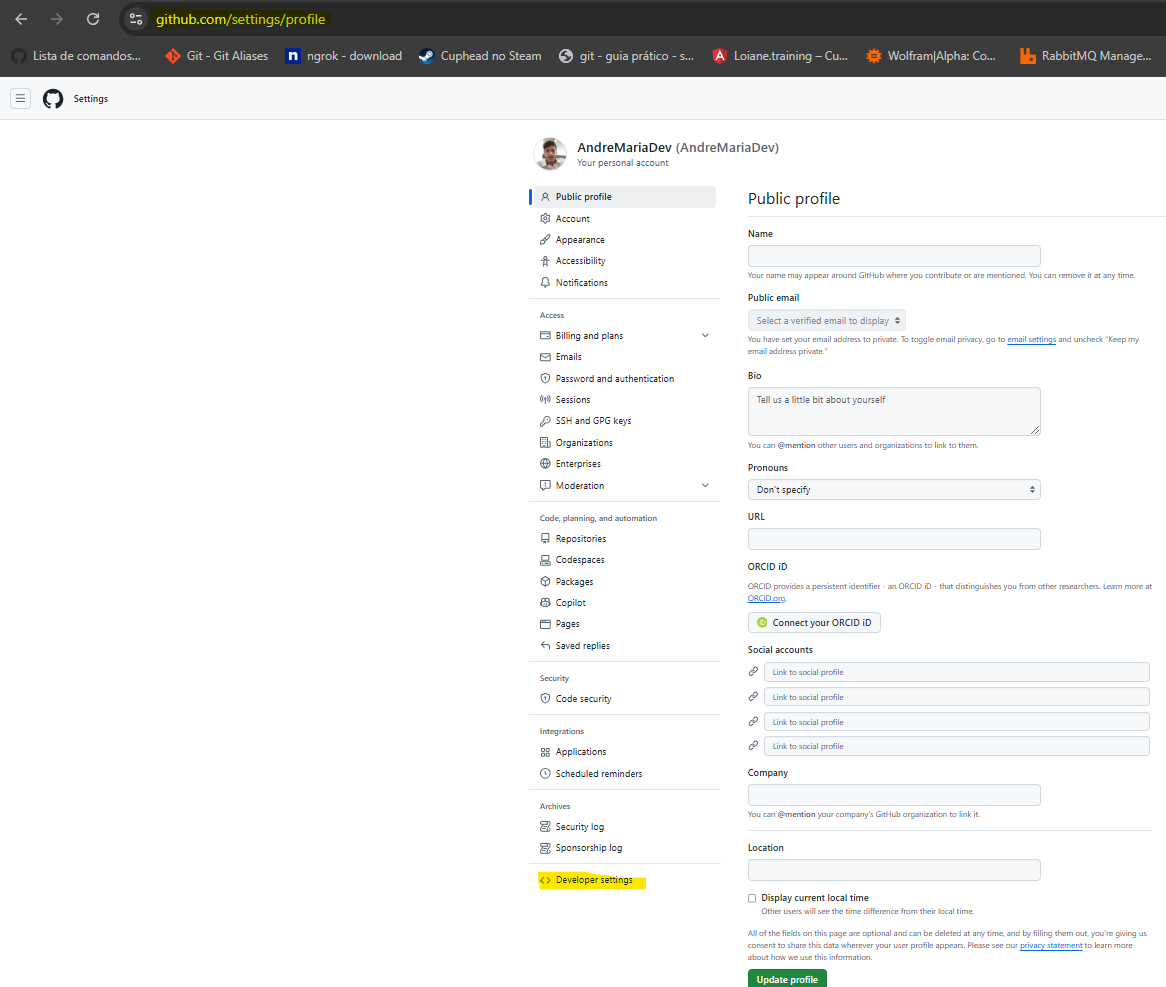 github.com/settings/profile
Lista de comandos...
Git - Git Aliases
n
ngrok - download
Cuphead no Steam
git - guia prático - s...
A
Loiane.training – Cu...
Wolfram|Alpha: Co...
RabbitMQ Manage...
Settings
AndreMariaDev (AndreMariaDev)
Your personal account
Public profile
Account
Appearance
Accessibility
Notifications
Access
Billing and plans
Emails
Password and authentication
Sessions
SSH and GPG keys
Organizations
Enterprises
Moderation
Code, planning, and automation
Repositories
Codespaces
Packages
Copilot
Pages
Saved replies
Security
Code security
Integrations
Applications
Scheduled reminders
Archives
Security log
Sponsorship log
Developer settings
Public profile
Name
Your name may appear around GitHub where you contribute or are mentioned. You can remove it at any time.
Public email
Select a verified email to display
You have set your email address to private. To toggle email privacy, go to email settings and uncheck "Keep my
email address private."
Bio
Tell us a little bit about yourself
You can @mention other users and organizations to link to them.
Pronouns
Don't specify
URL
ORCID iD
ORCID provides a persistent identifier - an ORCID iD - that distinguishes you from other researchers. Learn more at
ORCID.org.
iD
Connect your ORCID iD
Social accounts
Link to social profile
Link to social profile
Link to social profile
Link to social profile
Company
You can @mention your company's GitHub organization to link it.
Location
Display current local time
Other users will see the time difference from their local time.
All of the fields on this page are optional and can be deleted at any time, and by filling them out, you're giving us
consent to share this data wherever your user profile appears. Please see our privacy statement to learn more
about how we use this information.
Update profile